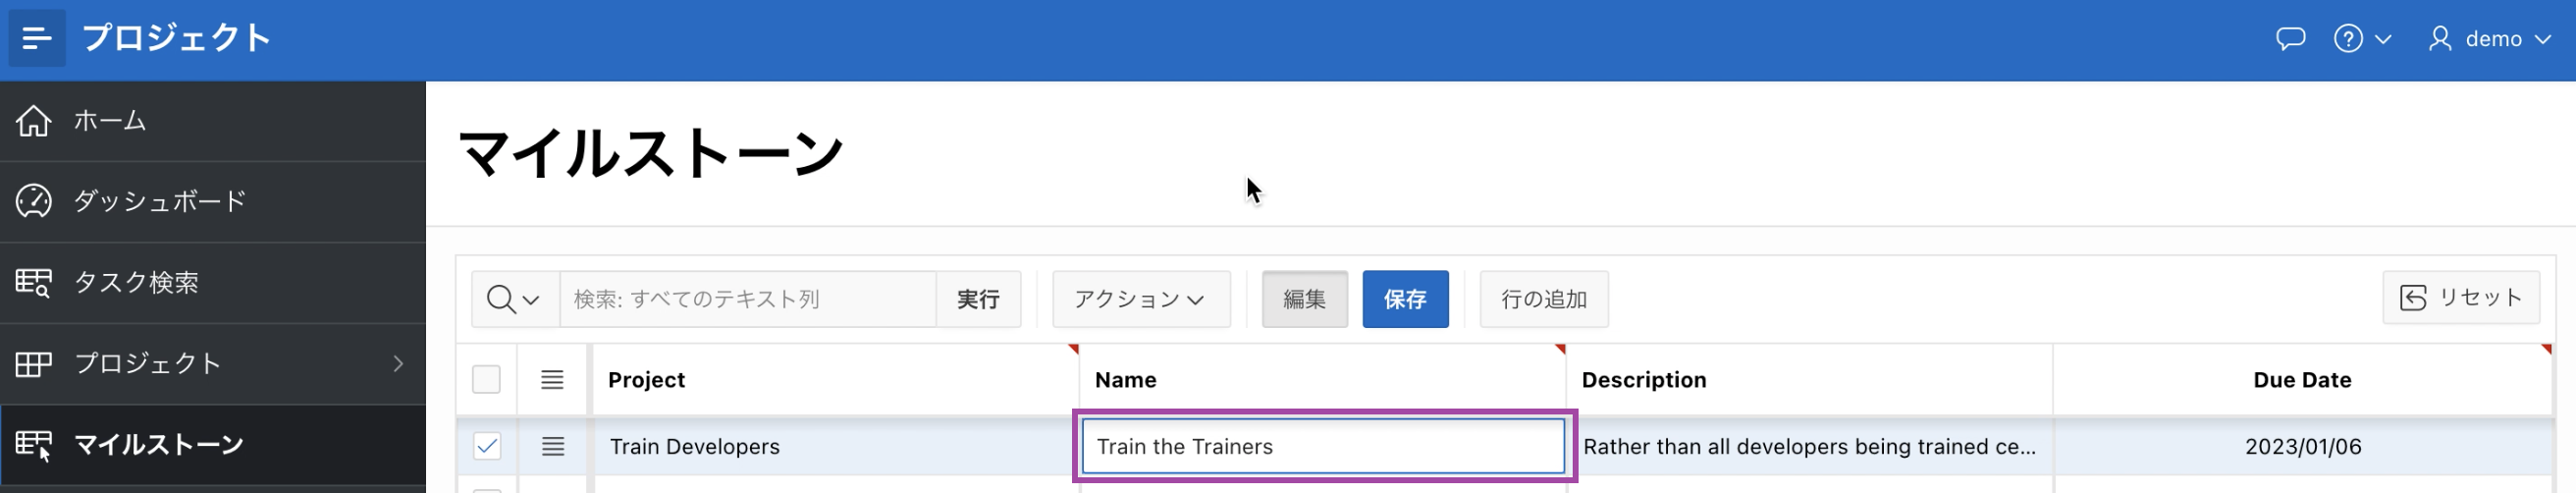 プロジェクト
demo
ホーム
ダッシュボード
タスク検索
プロジェクト
マイルストーン
マイルストーン
検索: すべてのテキスト列 実行 アクション 編集 保存 行の追加 リセット
Project Name Description Due Date
Train Developers Train the Trainers Rather than all developers being trained ce... 2023/01/06